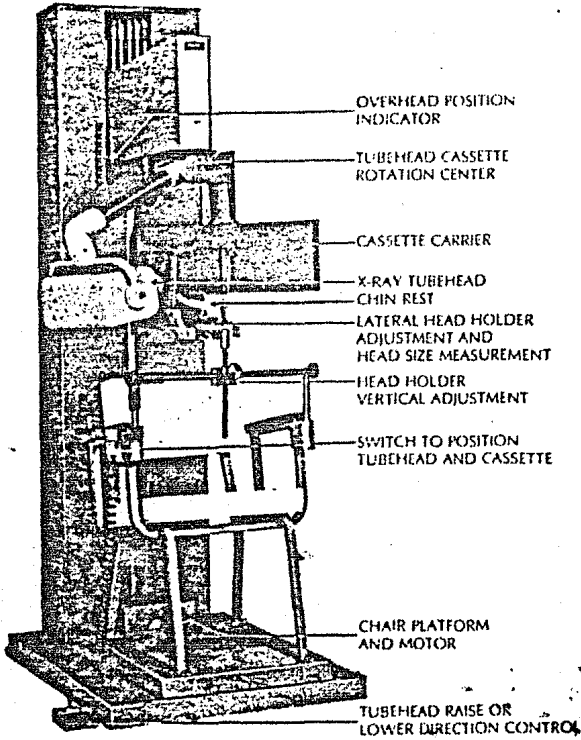 OVERHEAD POSITION
INDICATOR
TUBEHEAD CASSETTE
ROTATION CENTER
CASSETTE CARRIER
X-RAY TUBEHEAD
CHIN REST
LATERAL HEAD HOLDER
ADJUSTMENT AND
HEAD SIZE MEASUREMENT
HEAD HOLDER
VERTICAL ADJUSTMENT
SWITCH TO POSITION
TUBEHEAD AND CASSETTE
CHAIR PLATFORM
AND MOTOR
TUBEHEAD RAISE OR
LOWER DIRECTION CONTROL